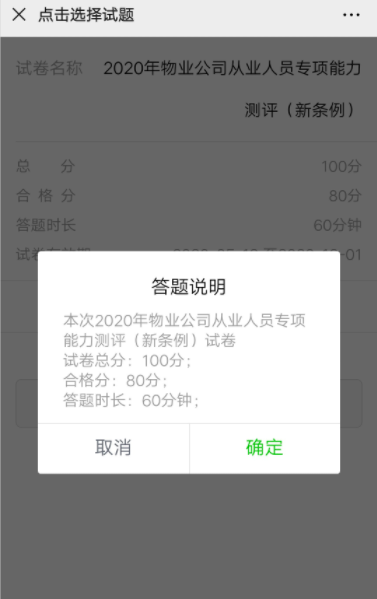 点击选择试题
试卷名称 2020年物业公司从业人员专项能力
测评（新条例）
总 分 100分
合 格 分 80分
答题时长 60分钟
答题说明
本次2020年物业公司从业人员专项
能力测评（新条例）试卷
试卷总分：100分；
合格分：80分；
答题时长：60分钟；
取消 确定